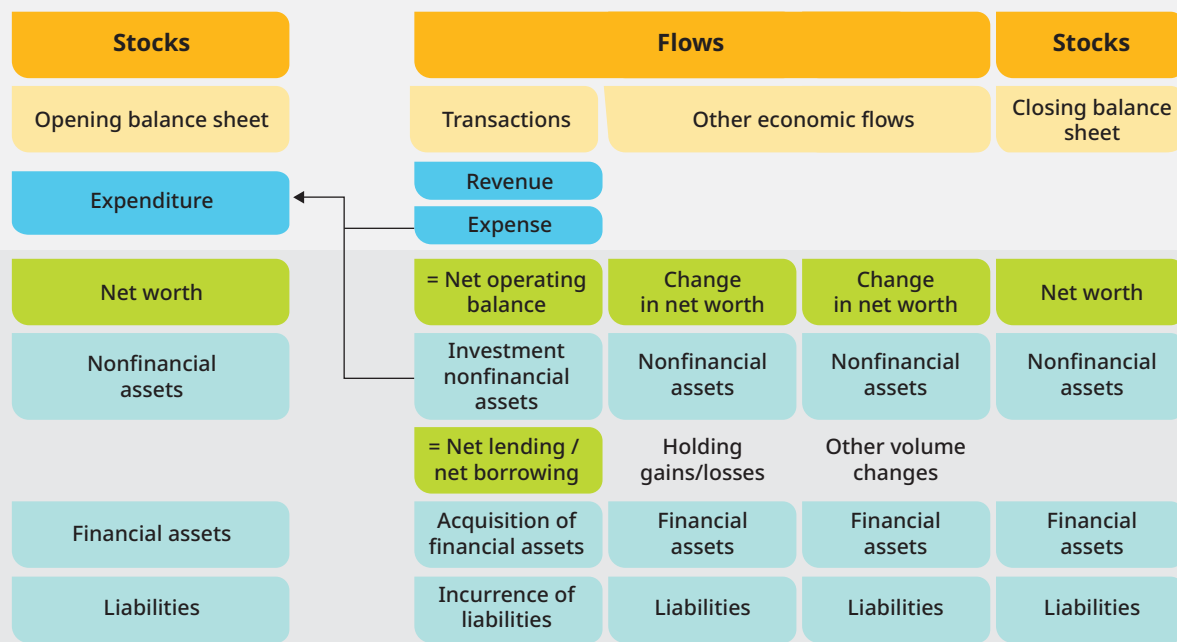 Stocks
Flows
Stocks
Opening balance sheet
Transactions
Other economic flows
Closing balance
sheet
Expenditure
Revenue
Expense
Net worth
= Net operating
balance
Change
in net worth
Change
in net worth
Net worth
Nonfinancial
assets
Investment
nonfinancial
assets
Nonfinancial
assets
Nonfinancial
assets
Nonfinancial
assets
= Net lending /
net borrowing
Holding
gains/losses
Other volume
changes
Financial assets
Acquisition of
financial assets
Financial
assets
Financial
assets
Financial
assets
Liabilities
Incurrence of
liabilities
Liabilities
Liabilities
Liabilities